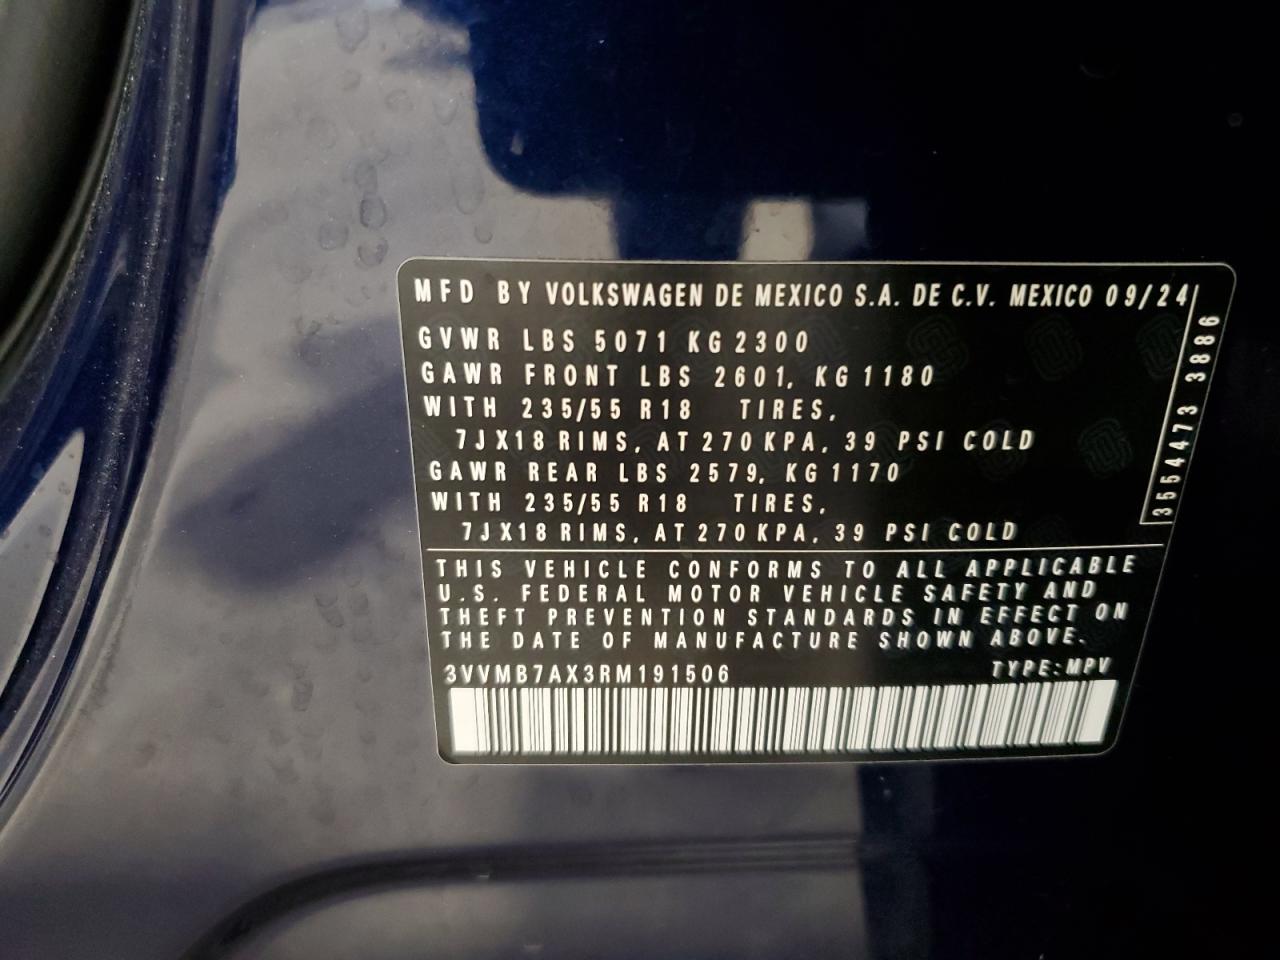 MFD BY VOLKSWAGEN DE MEXICO S.A. DE C.V. MEXICO 09/24
GVWR LBS 5071 KG 2300
GAWR FRONT LBS 2601, KG 1180
WITH 235/55 R18 TIRES,
7JX18 RIMS, AT 270 KPA, 39 PSI COLD
GAWR REAR LBS 2579, KG 1170
WITH 235/55 R18 TIRES,
7JX18 RIMS, AT 270 KPA, 39 PSI COLD
3554473 3886
THIS VEHICLE CONFORMS TO ALL APPLICABLE
U.S. FEDERAL MOTOR VEHICLE SAFETY AND
THEFT PREVENTION STANDARDS IN EFFECT ON
THE DATE OF MANUFACTURE SHOWN ABOVE.
3VVMB7AX3RM191506 TYPE: MPV